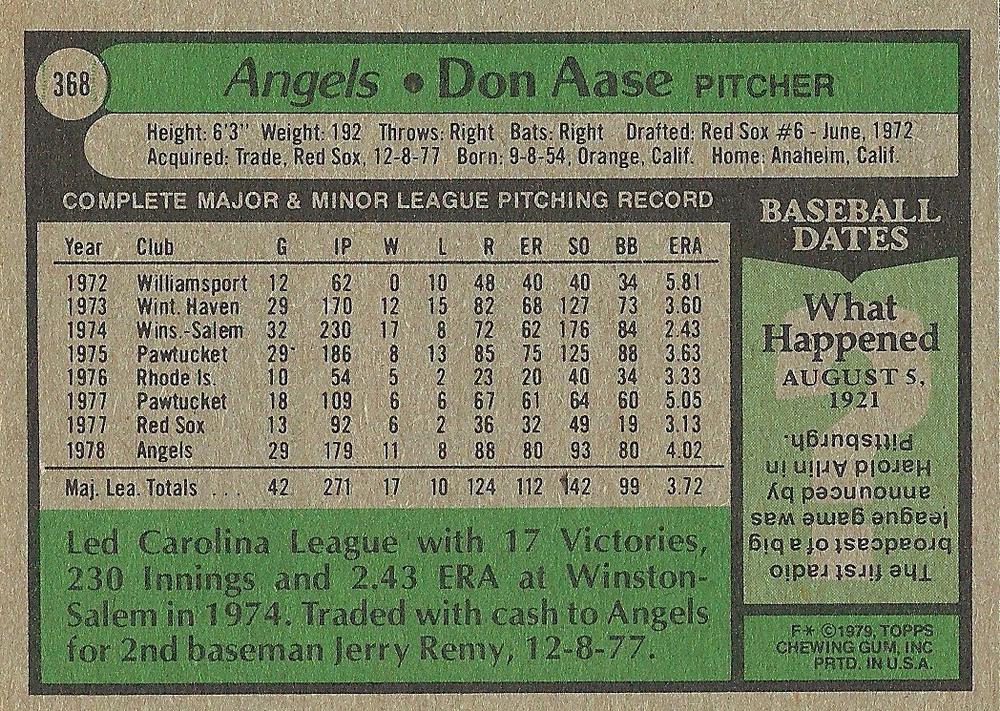 368
Angels • Don Aase PITCHER
Height: 6'3" Weight: 192 Throws: Right Bats: Right Drafted: Red Sox #6 - June, 1972
Acquired: Trade, Red Sox, 12-8-77 Born: 9-8-54, Orange, Calif. Home: Anaheim, Calif.
COMPLETE MAJOR & MINOR LEAGUE PITCHING RECORD
Year Club G IP W L R ER SO BB ERA
1972 Williamsport 12 62 0 10 48 40 40 34 5.81
1973 Wint. Haven 29 170 12 15 82 68 127 73 3.60
1974 Wins.-Salem 32 230 17 8 72 62 176 84 2.43
1975 Pawtucket 29 186 8 13 85 75 125 88 3.63
1976 Rhode Is. 10 54 5 2 23 20 40 34 3.33
1977 Pawtucket 18 109 6 6 67 61 64 60 5.05
1977 Red Sox 13 92 6 2 36 32 49 19 3.13
1978 Angels 29 179 11 8 88 80 93 80 4.02
Maj. Lea. Totals ... 42 271 17 10 124 112 142 99 3.72
Led Carolina League with 17 Victories,
230 Innings and 2.43 ERA at Winston-
Salem in 1974. Traded with cash to Angels
for 2nd baseman Jerry Remy, 12-8-77.
BASEBALL
DATES
What
Happened
AUGUST 5,
1921
The first radio
broadcast of a big
league game was
announced by
Harold Arlin in
Pittsburgh.
F* ©1979, TOPPS
CHEWING GUM, INC
PRTD. IN U.S.A.